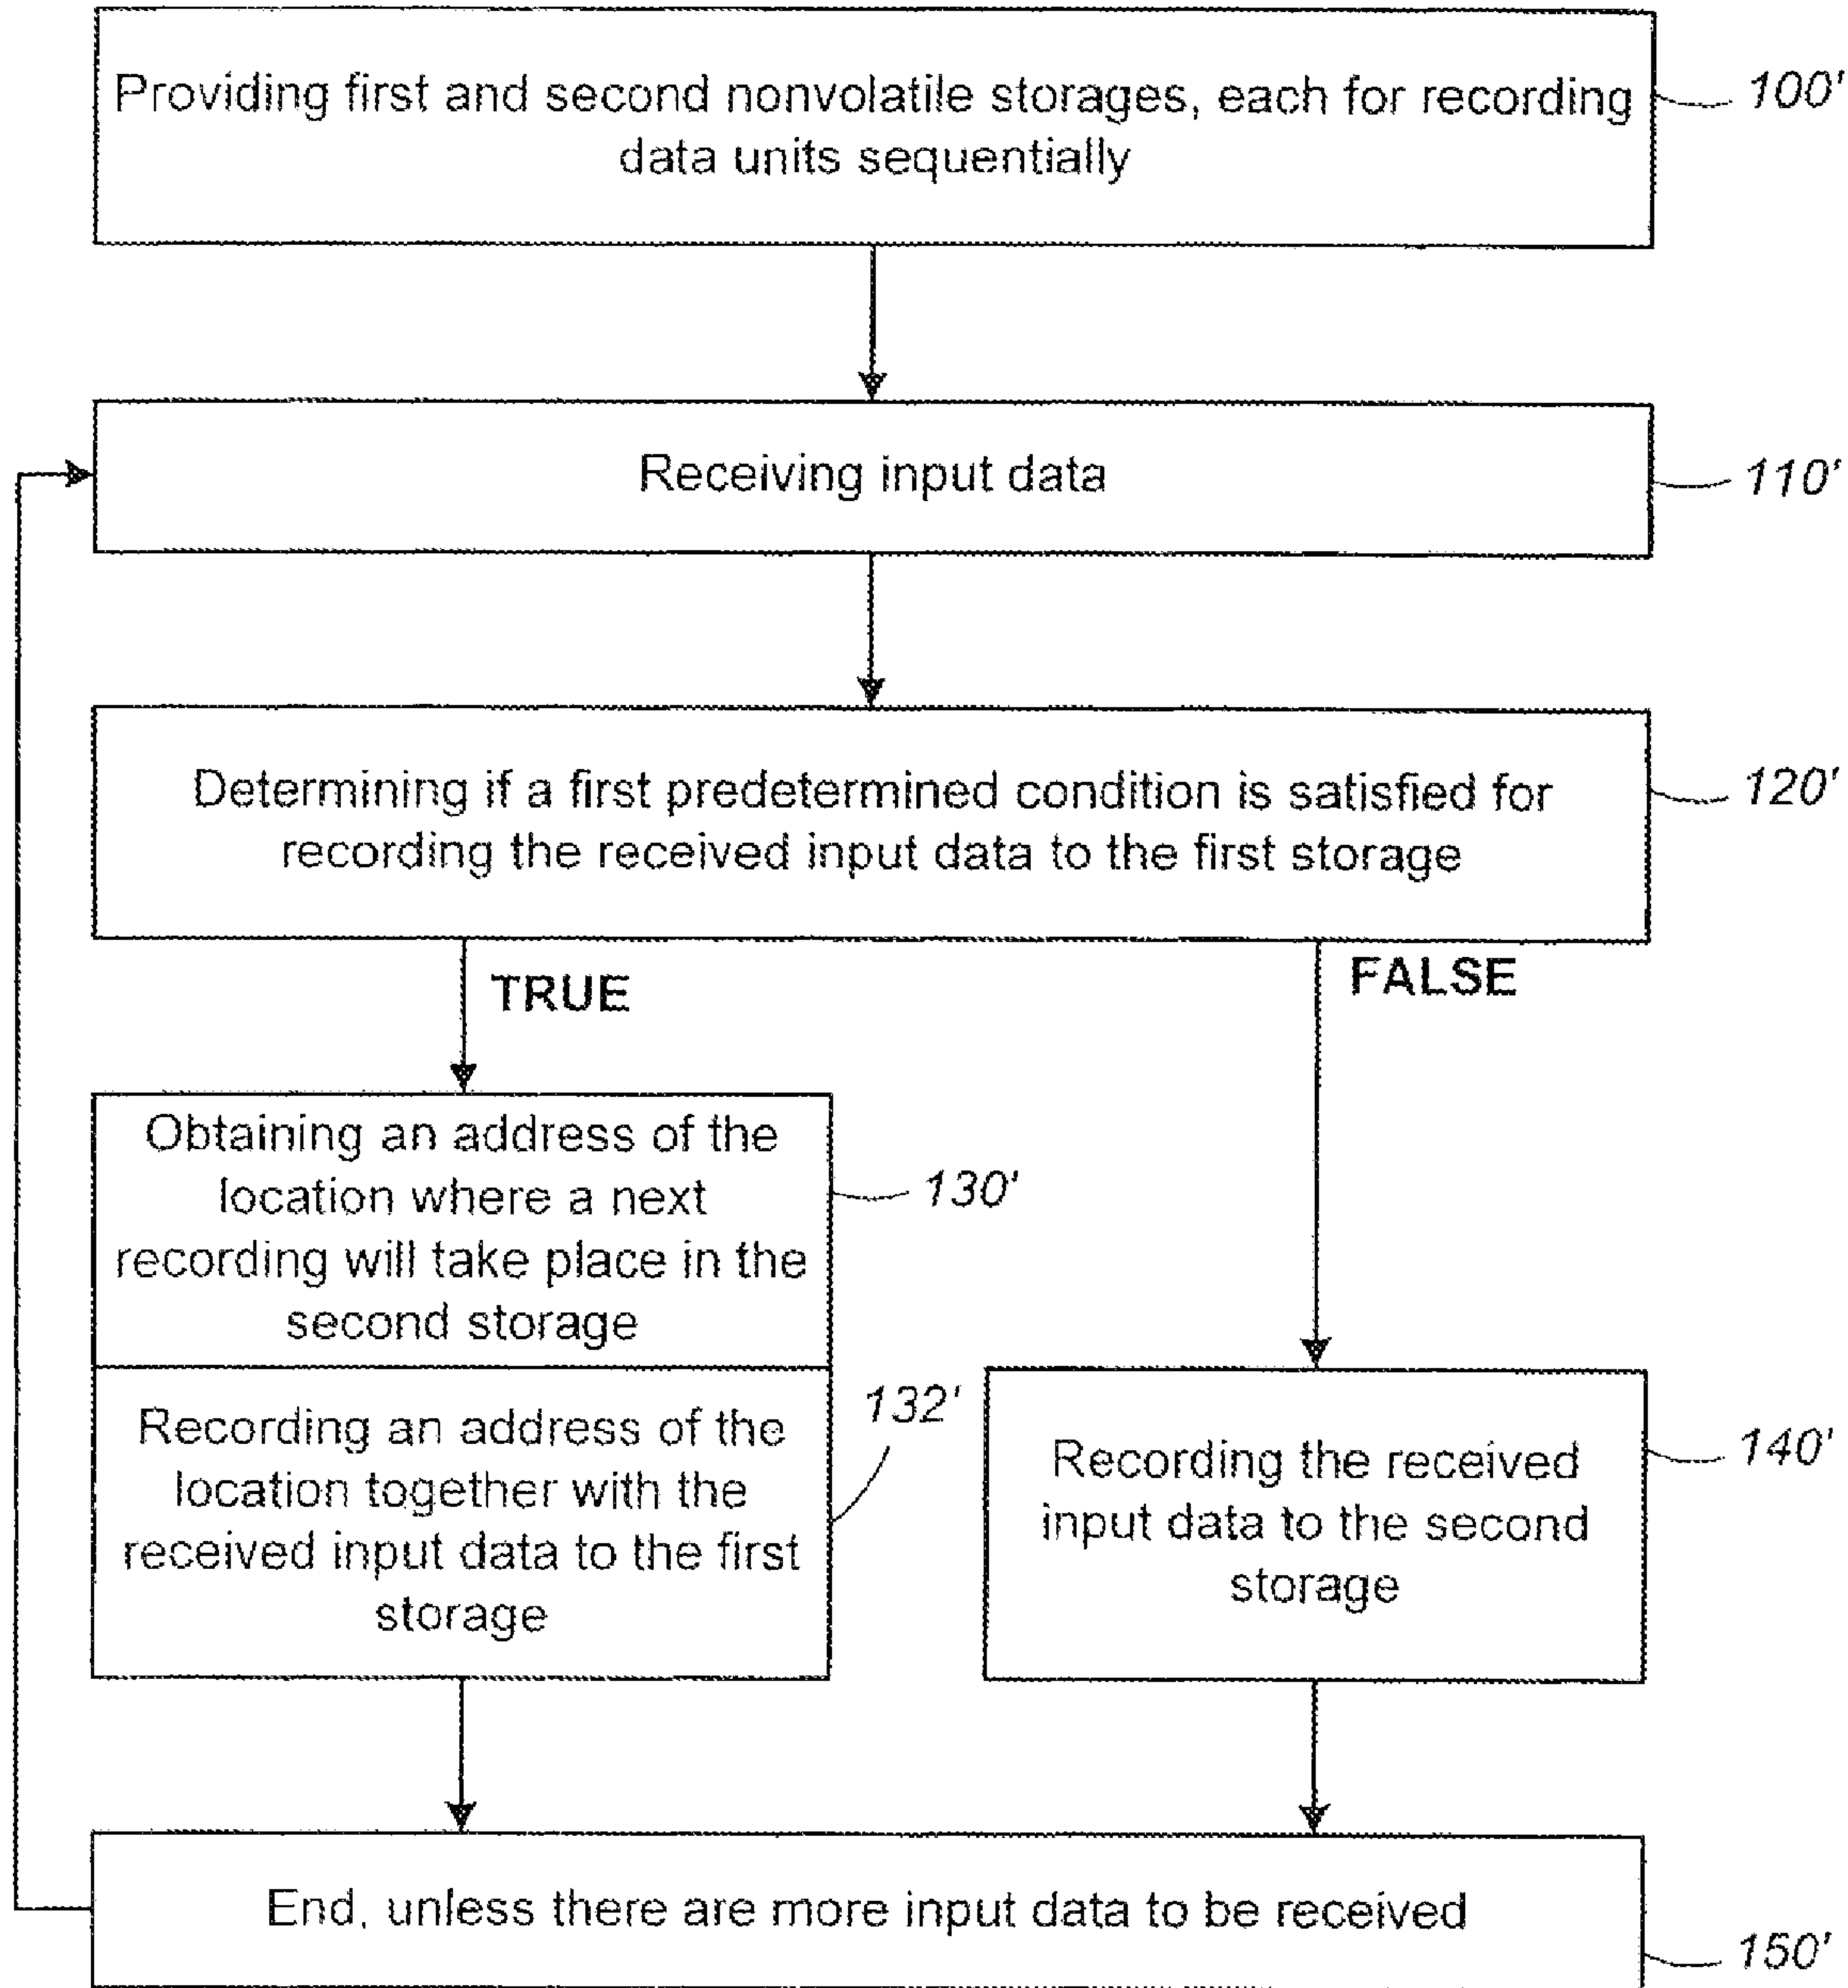 Providing first and second nonvolatile storages, each for recording
data units sequentially
100'
Receiving input data
110'
Determining if a first predetermined condition is satisfied for
recording the received input data to the first storage
120'
TRUE
FALSE
Obtaining an address of the
location where a next
recording will take place in the
second storage
130'
Recording an address of the
location together with the
received input data to the first
storage
132'
Recording the received
input data to the second
storage
140'
End, unless there are more input data to be received
150'